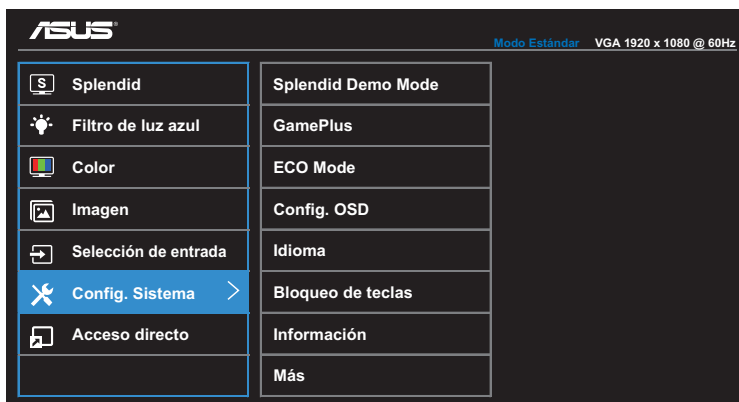 ASUS
Modo Estándar VGA 1920 x 1080 @ 60Hz
S Splendid
Filtro de luz azul
Color
Imagen
Selección de entrada
Config. Sistema
Acceso directo
Splendid Demo Mode
GamePlus
ECO Mode
Config. OSD
Idioma
Bloqueo de teclas
Información
Más